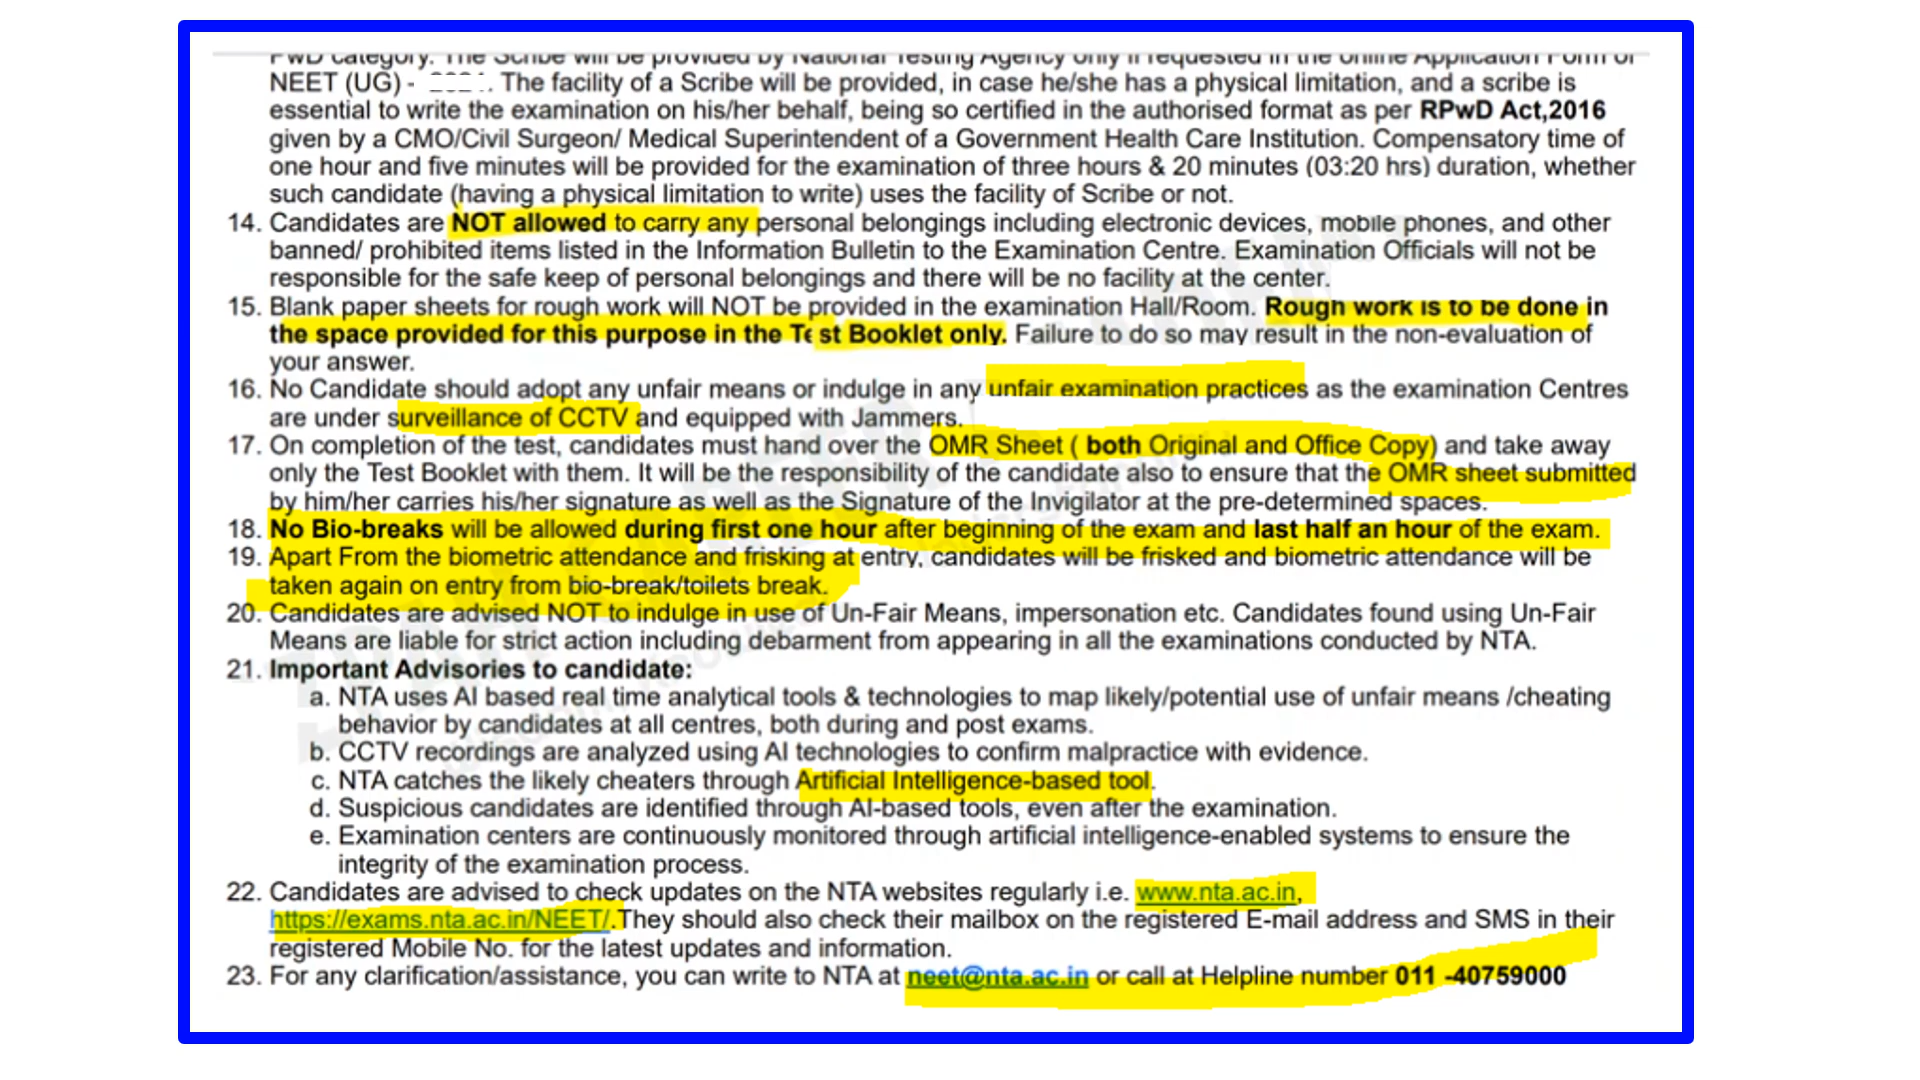 PwD category. The Scribe will be provided by National Testing Agency only if requested in the online Application Form of
NEET (UG) - . The facility of a Scribe will be provided, in case he/she has a physical limitation, and a scribe is
essential to write the examination on his/her behalf, being so certified in the authorised format as per RPwD Act,2016
given by a CMO/Civil Surgeon/ Medical Superintendent of a Government Health Care Institution. Compensatory time of
one hour and five minutes will be provided for the examination of three hours & 20 minutes (03:20 hrs) duration, whether
such candidate (having a physical limitation to write) uses the facility of Scribe or not.
14. Candidates are NOT allowed to carry any personal belongings including electronic devices, mobile phones, and other
banned/ prohibited items listed in the Information Bulletin to the Examination Centre. Examination Officials will not be
responsible for the safe keep of personal belongings and there will be no facility at the center.
15. Blank paper sheets for rough work will NOT be provided in the examination Hall/Room. Rough work is to be done in
the space provided for this purpose in the Test Booklet only. Failure to do so may result in the non-evaluation of
your answer.
16. No Candidate should adopt any unfair means or indulge in any unfair examination practices as the examination Centres
are under surveillance of CCTV and equipped with Jammers.
17. On completion of the test, candidates must hand over the OMR Sheet ( both Original and Office Copy) and take away
only the Test Booklet with them. It will be the responsibility of the candidate also to ensure that the OMR sheet submitted
by him/her carries his/her signature as well as the Signature of the Invigilator at the pre-determined spaces.
18. No Bio-breaks will be allowed during first one hour after beginning of the exam and last half an hour of the exam.
19. Apart From the biometric attendance and frisking at entry, candidates will be frisked and biometric attendance will be
taken again on entry from bio-break/toilets break.
20. Candidates are advised NOT to indulge in use of Un-Fair Means, impersonation etc. Candidates found using Un-Fair
Means are liable for strict action including debarment from appearing in all the examinations conducted by NTA.
21. Important Advisories to candidate:
a. NTA uses AI based real time analytical tools & technologies to map likely/potential use of unfair means /cheating
behavior by candidates at all centres, both during and post exams.
b. CCTV recordings are analyzed using AI technologies to confirm malpractice with evidence.
c. NTA catches the likely cheaters through Artificial Intelligence-based tool.
d. Suspicious candidates are identified through AI-based tools, even after the examination.
e. Examination centers are continuously monitored through artificial intelligence-enabled systems to ensure the
integrity of the examination process.
22. Candidates are advised to check updates on the NTA websites regularly i.e. www.nta.ac.in,
https://exams.nta.ac.in/NEET/.They should also check their mailbox on the registered E-mail address and SMS in their
registered Mobile No. for the latest updates and information.
23. For any clarification/assistance, you can write to NTA at neet@nta.ac.in or call at Helpline number 011 -40759000